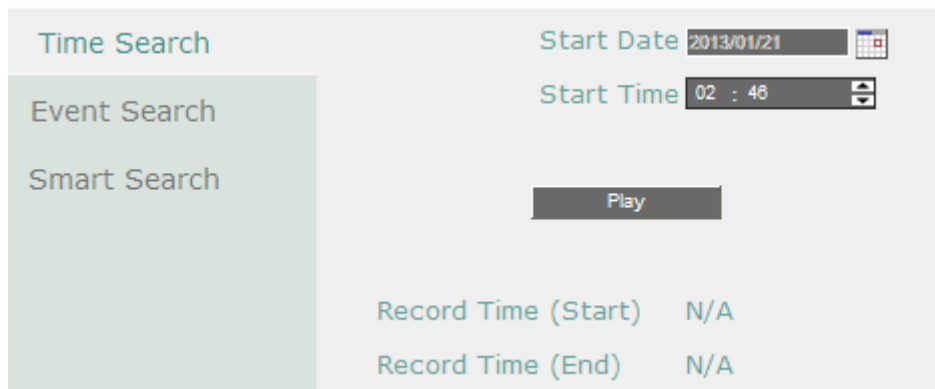 Time Search
Event Search
Smart Search
Start Date 2013/01/21
Start Time 02 : 46
Play
Record Time (Start) N/A
Record Time (End) N/A